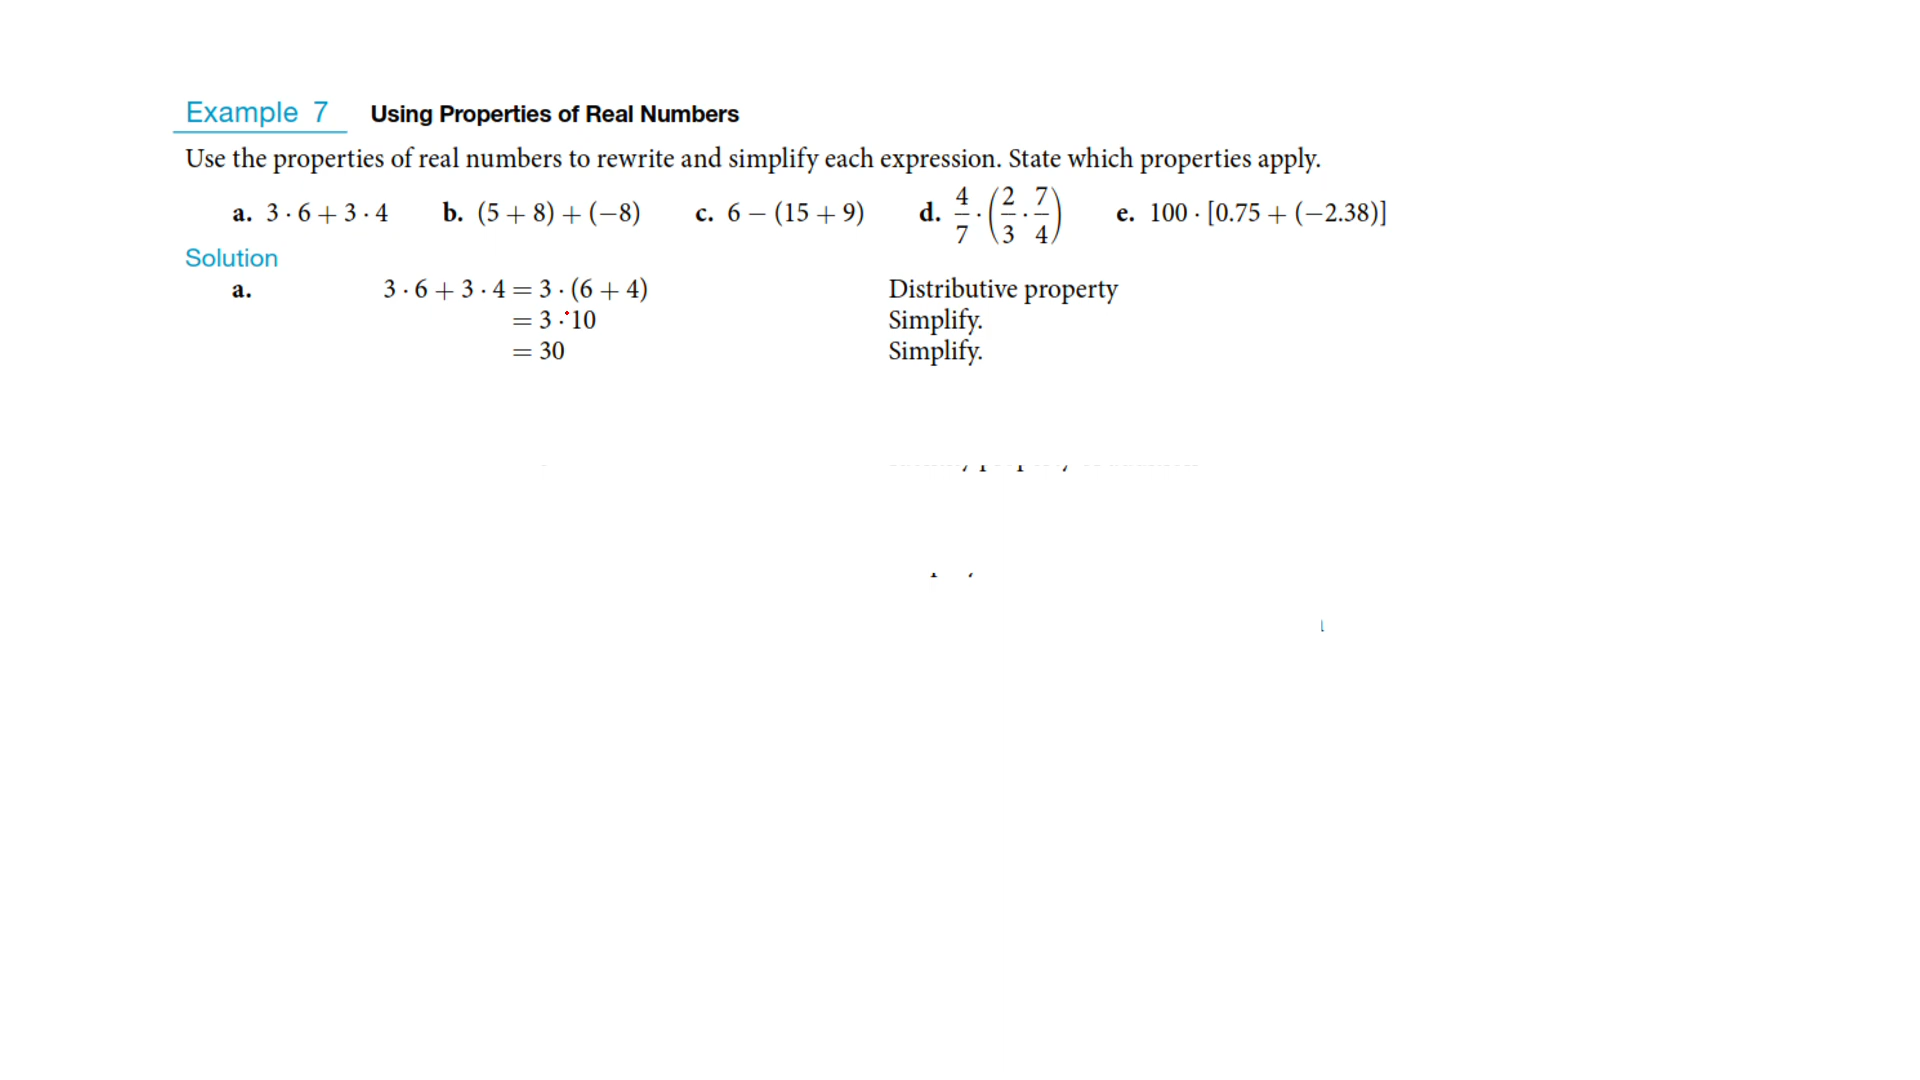 Example 7 Using Properties of Real Numbers
Use the properties of real numbers to rewrite and simplify each expression. State which properties apply.
a. 3 · 6 + 3 · 4 b. (5 + 8) + (−8) c. 6 − (15 + 9) d. 4/7 · (2/3 · 7/4) e. 100 · [0.75 + (−2.38)]
Solution
a. 3 · 6 + 3 · 4 = 3 · (6 + 4) Distributive property
= 3 · 10 Simplify.
= 30 Simplify.